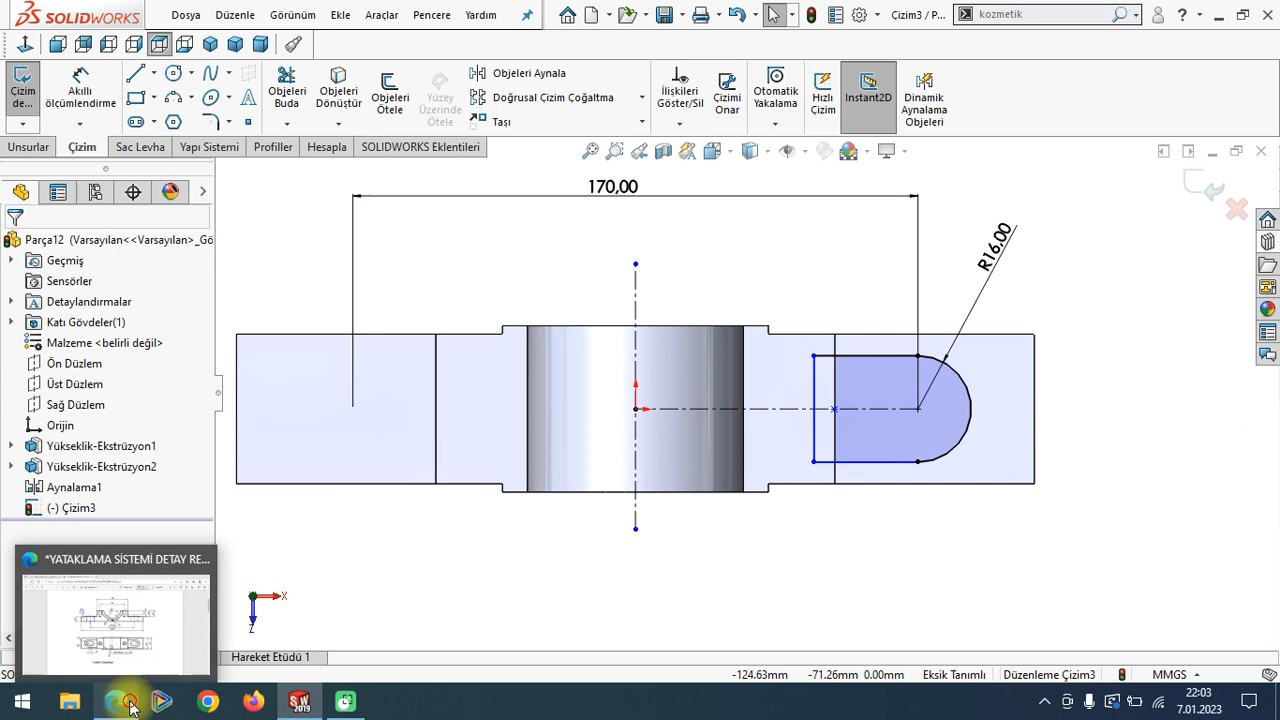 SOLIDWORKS
Dosya Düzenle Görünüm Ekle Araçlar Pencere Yardım
Çizim3 / P...
kozmetik
Çizim de...
Akıllı ölçümlendirme
Objeleri Buda
Objeleri Dönüştür
Objeleri Ötele
Yüzey Üzerinde Ötele
Objeleri Aynala
Doğrusal Çizim Çoğaltma
Taşı
İlişkileri Göster/Sil
Çizimi Onar
Otomatik Yakalama
Hızlı Çizim
Instant2D
Dinamik Aynalama Objeleri
Unsurlar Çizim Sac Levha Yapı Sistemi Profiller Hesapla SOLIDWORKS Eklentileri
Parça12 (Varsayılan<<Varsayılan>_Gö
Geçmiş
Sensörler
Detaylandırmalar
Katı Gövdeler(1)
Malzeme <belirli değil>
Ön Düzlem
Üst Düzlem
Sağ Düzlem
Orijin
Yükseklik-Ekstrüzyon1
Yükseklik-Ekstrüzyon2
Aynalama1
(-) Çizim3
170,00
R16,00
X
Z
*YATAKLAMA SİSTEMİ DETAY RE...
Hareket Etüdü 1
SO
-124.63mm -71.26mm 0.00mm Eksik Tanımlı Düzenleme Çizim3 MMGS
SW
2019
22:03
7.01.2023